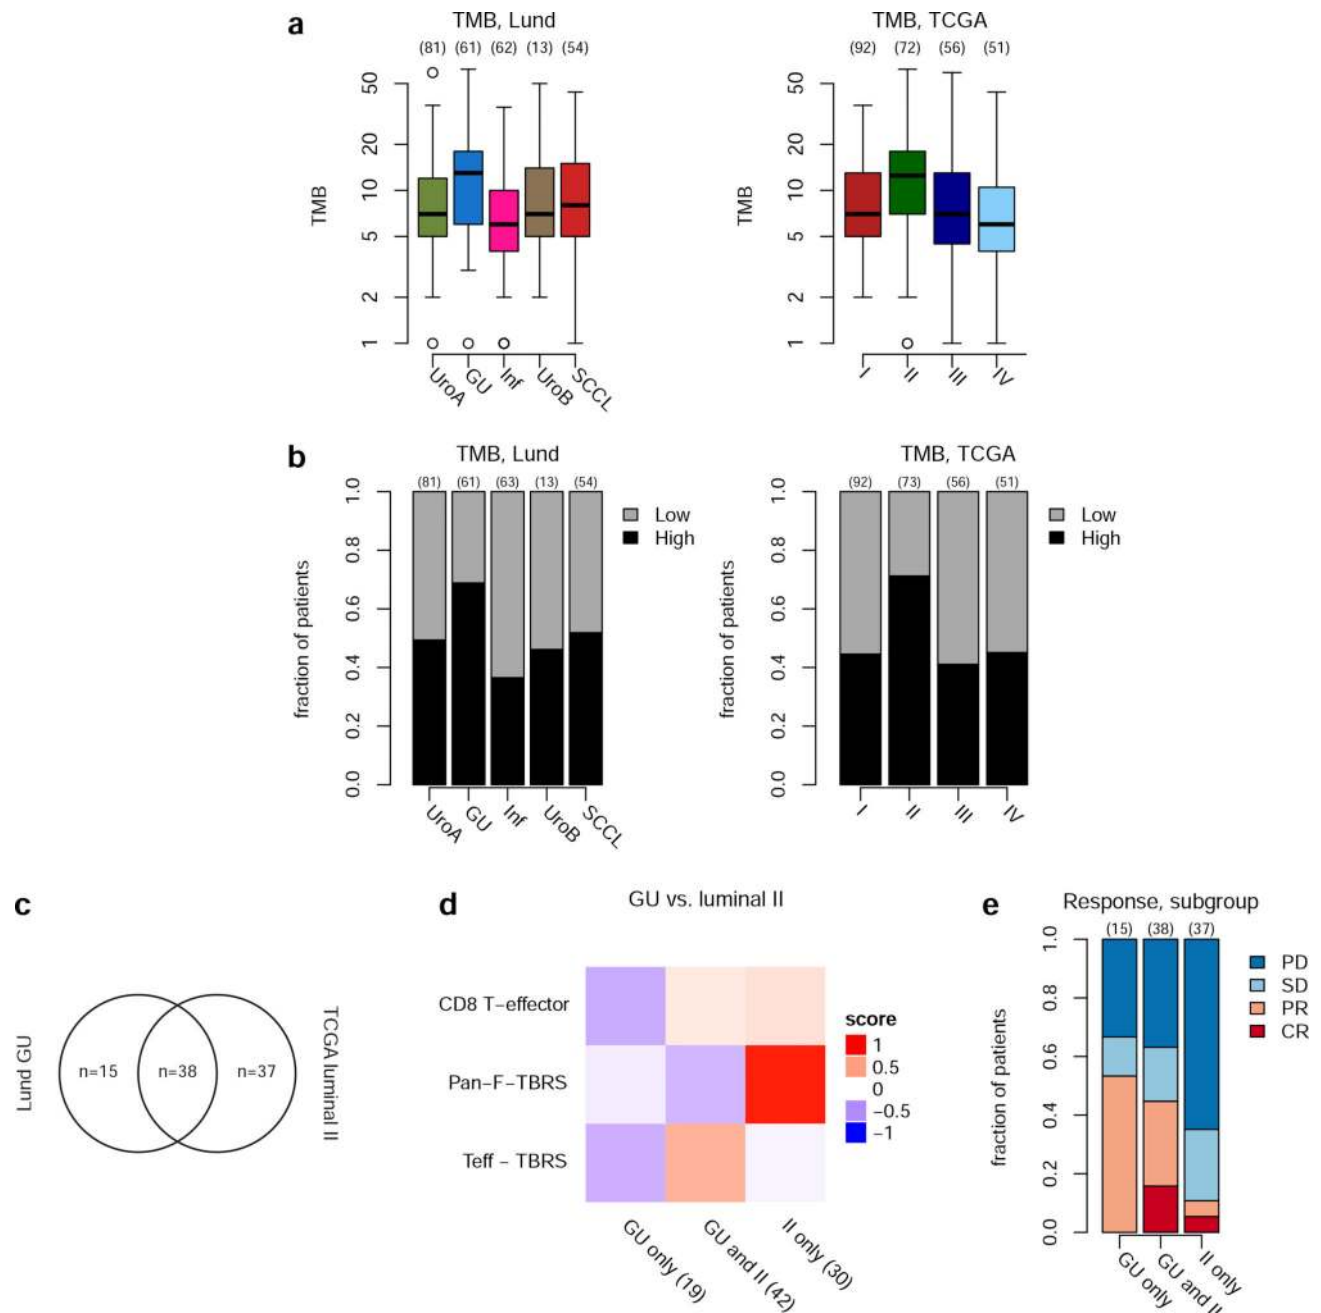 a
TMB, Lund
(81) (61) (62) (13) (54)
TMB
50
20
10
5
2
1
UroA GU Inf UroB SCCL
TMB, TCGA
(92) (72) (56) (51)
TMB
50
20
10
5
2
1
I II III IV
b
TMB, Lund
(81) (61) (63) (13) (54)
fraction of patients
1.0
0.8
0.6
0.4
0.2
0.0
UroA GU Inf UroB SCCL
Low
High
TMB, TCGA
(92) (73) (56) (51)
fraction of patients
1.0
0.8
0.6
0.4
0.2
0.0
I II III IV
Low
High
c
Lund GU
n=15 n=38 n=37
TCGA luminal II
d
GU vs. luminal II
CD8 T−effector
Pan−F−TBRS
Teff − TBRS
GU only (19) GU and II (42) II only (30)
score
1
0.5
0
−0.5
−1
e
Response, subgroup
(15) (38) (37)
fraction of patients
1.0
0.8
0.6
0.4
0.2
0.0
GU only GU and II II only
PD
SD
PR
CR